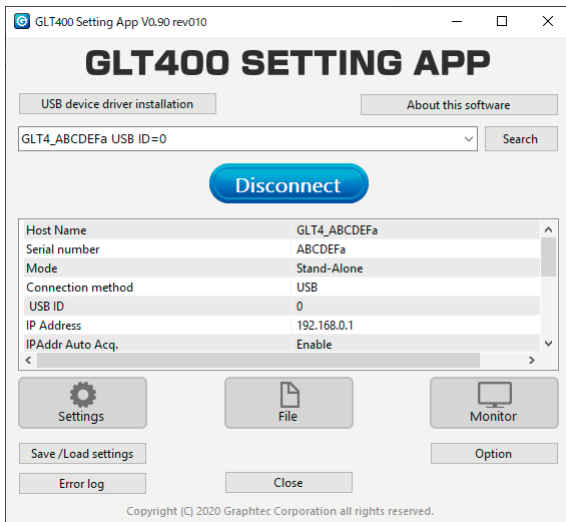 GLT400 Setting App V0.90 rev010
GLT400 SETTING APP
USB device driver installation
About this software
GLT4_ABCDEFa USB ID=0
Search
Disconnect
Host Name GLT4_ABCDEFa
Serial number ABCDEFa
Mode Stand-Alone
Connection method USB
USB ID 0
IP Address 192.168.0.1
IPAddr Auto Acq. Enable
Settings
File
Monitor
Save /Load settings
Option
Error log
Close
Copyright (C) 2020 Graphtec Corporation all rights reserved.